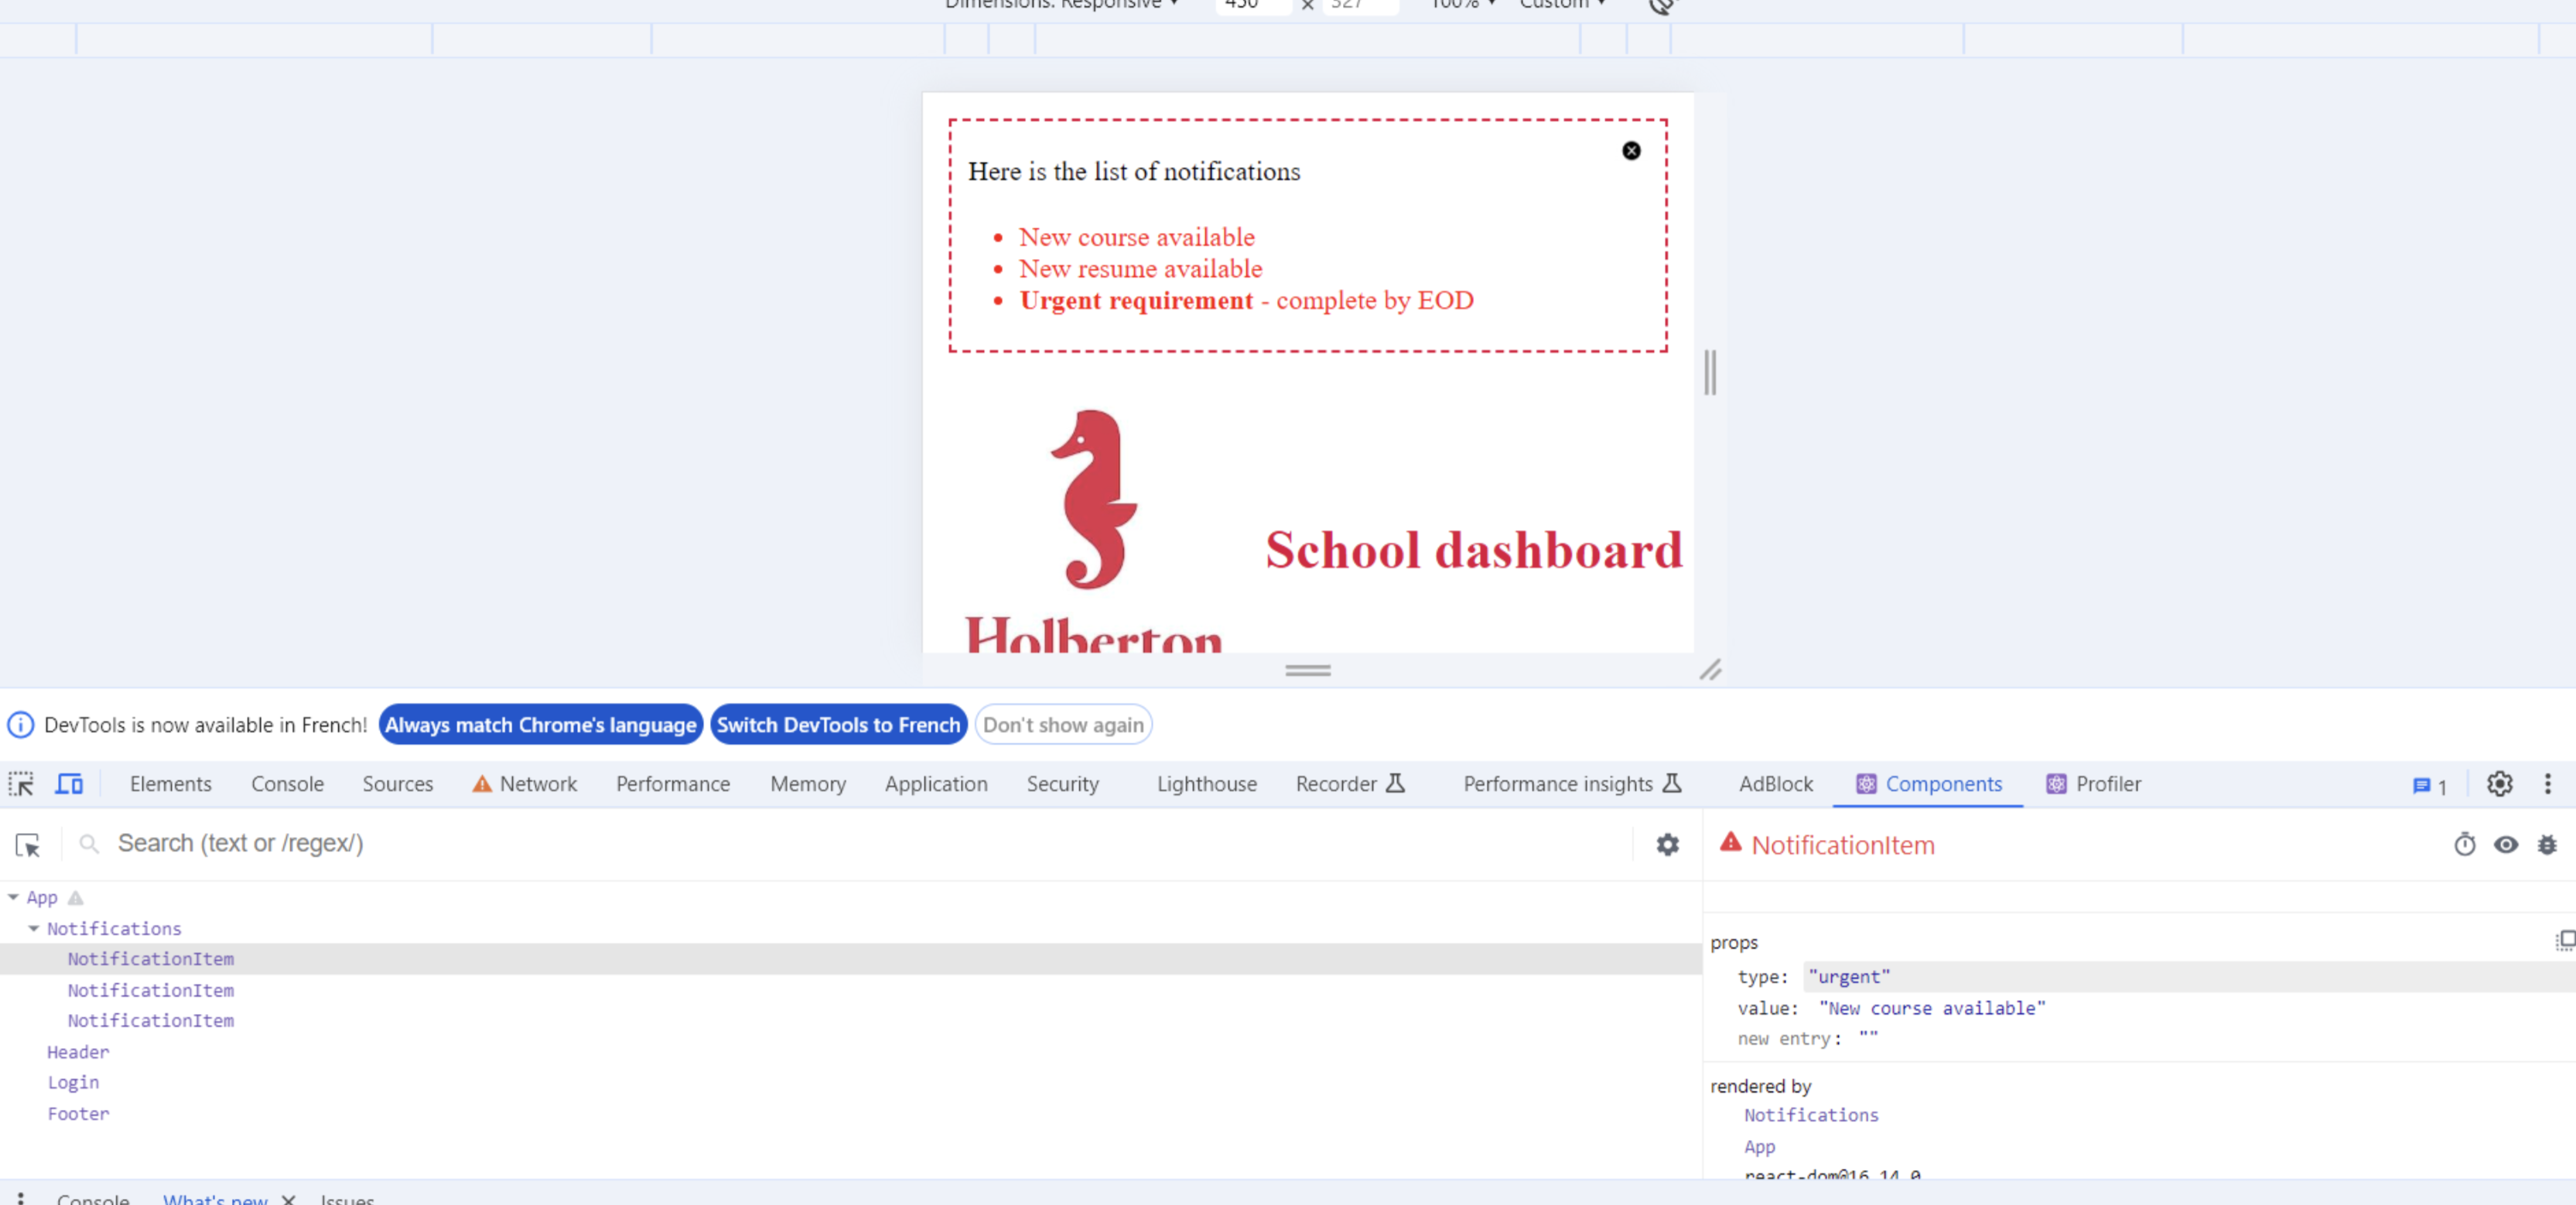 Dimensions: Responsive 450 × 327 100% Custom
Here is the list of notifications
New course available
New resume available
Urgent requirement - complete by EOD
School dashboard
Holberton
DevTools is now available in French! Always match Chrome's language Switch DevTools to French Don't show again
Elements Console Sources Network Performance Memory Application Security Lighthouse Recorder Performance insights AdBlock Components Profiler 1
Search (text or /regex/)
NotificationItem
App
Notifications
NotificationItem
NotificationItem
NotificationItem
Header
Login
Footer
props
type: "urgent"
value: "New course available"
new entry: ""
rendered by
Notifications
App
react-dom@16.14.0
Console What's new Issues